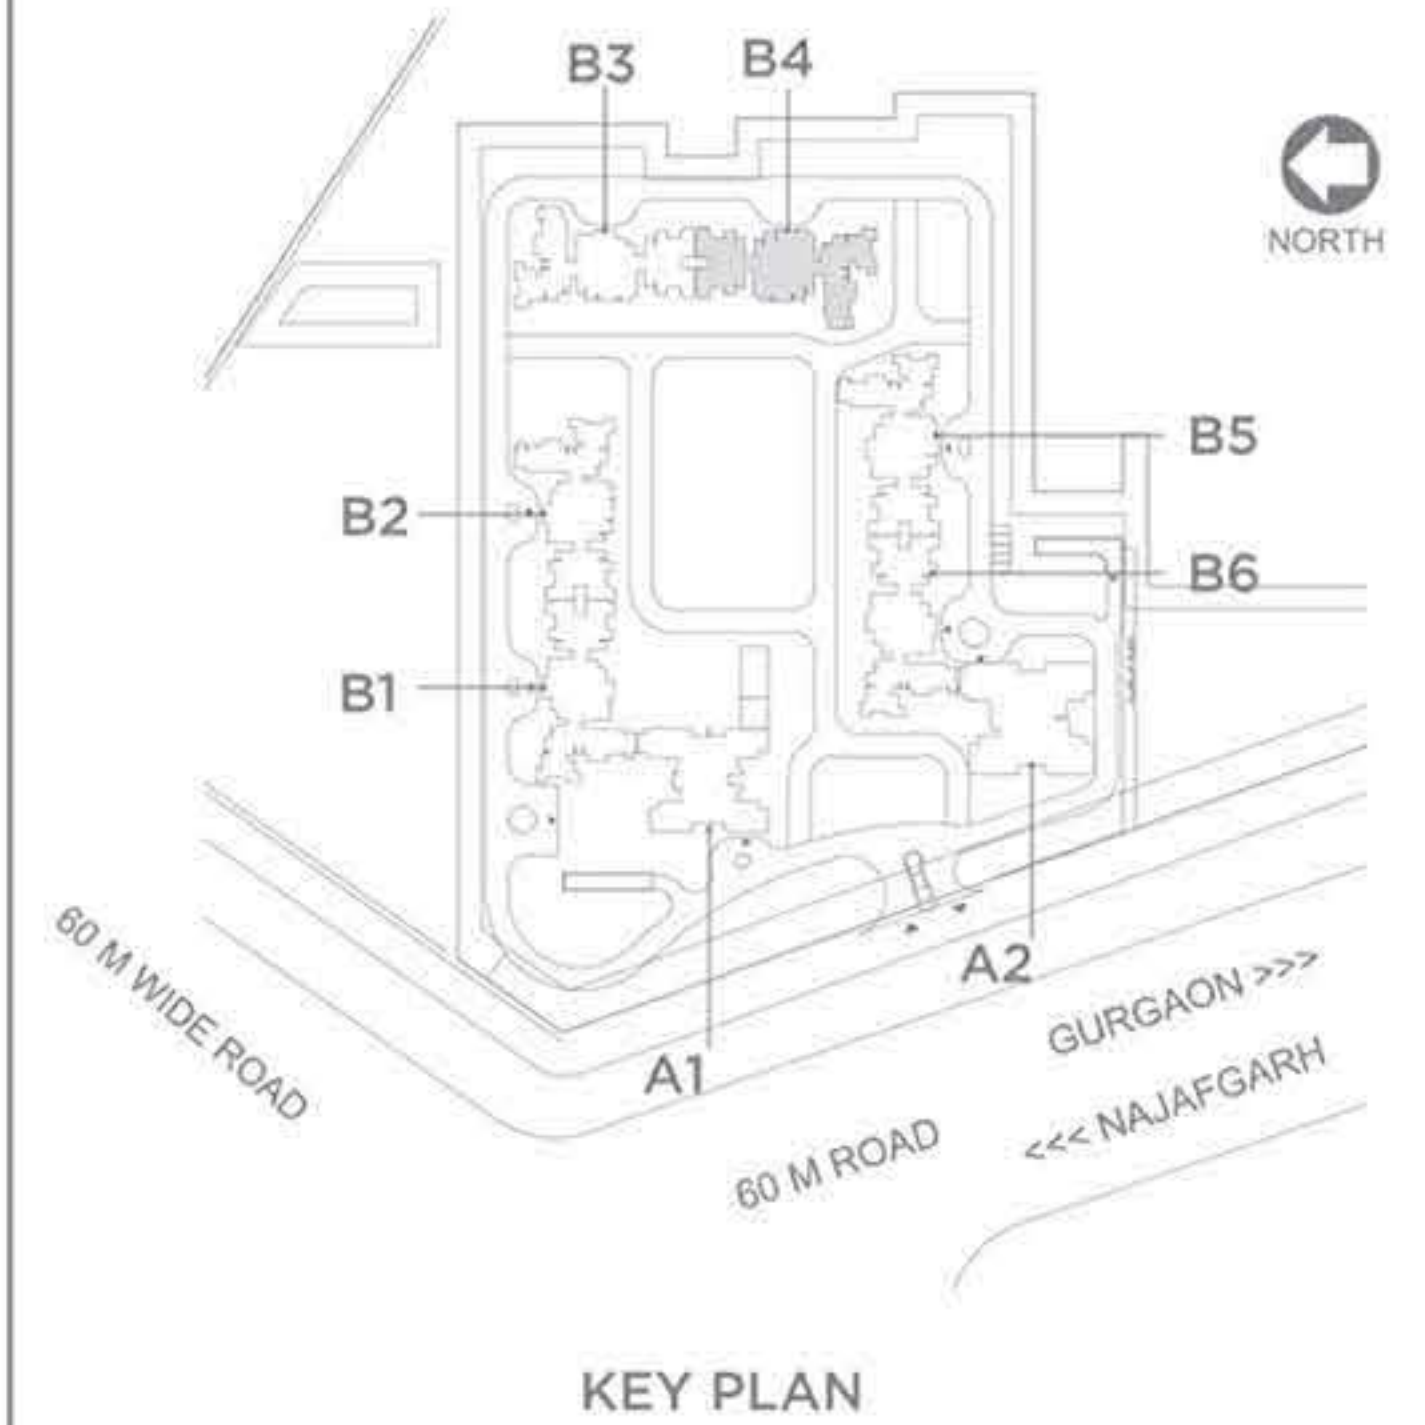 B3
B4
NORTH
B5
B2
B6
B1
A2
60 M WIDE ROAD
GURGAON >>>
A1
<<< NAJAFGARH
60 M ROAD
KEY PLAN